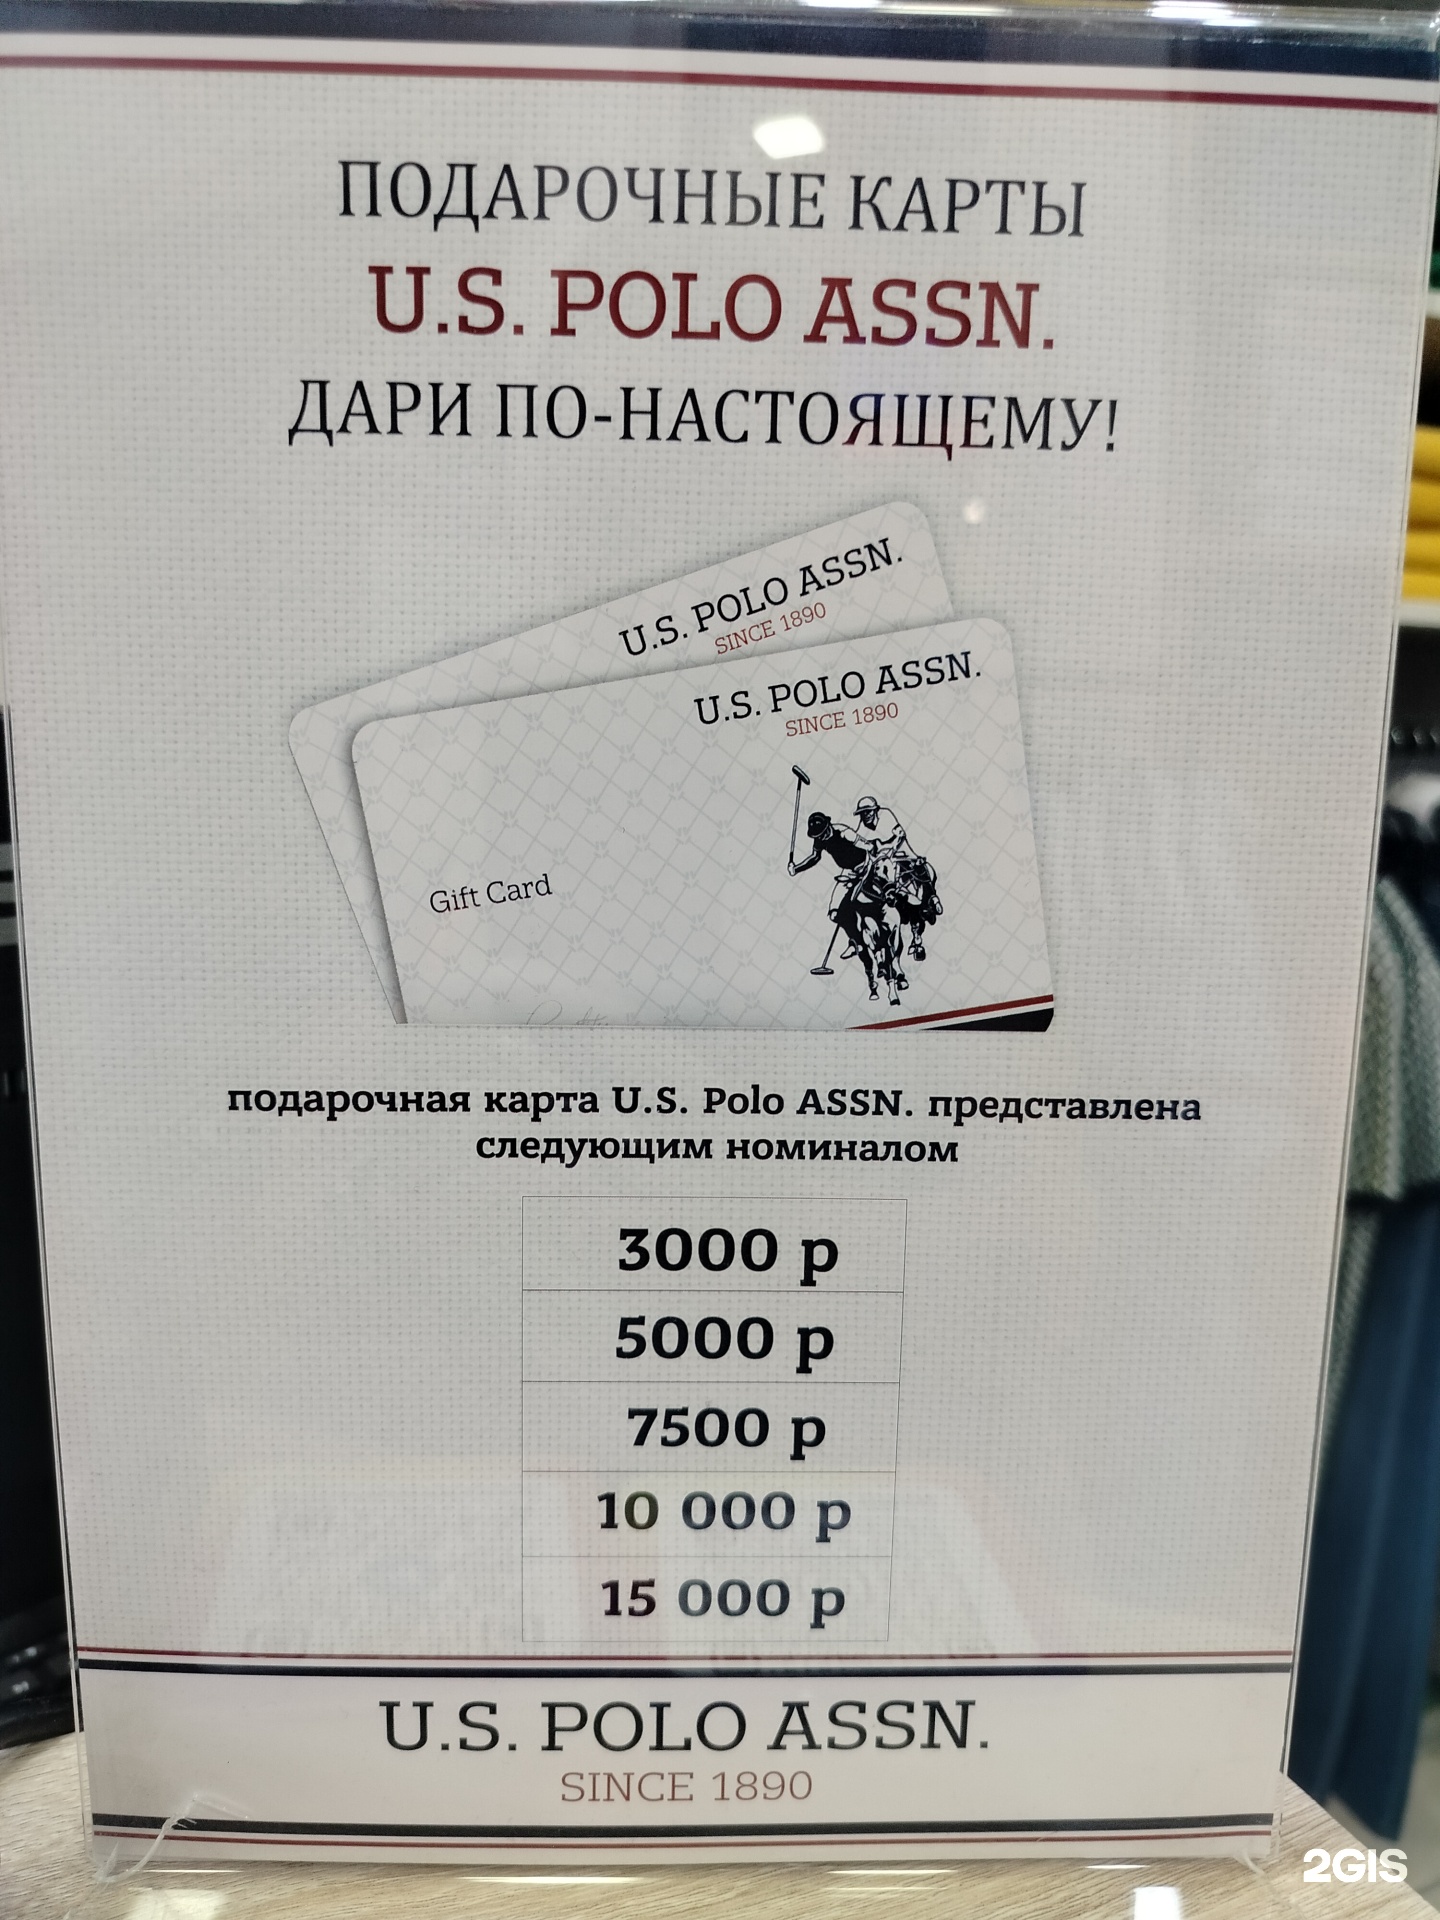 ПОДАРОЧНЫЕ КАРТЫ
U.S. POLO ASSN.
ДАРИ ПО-НАСТОЯЩЕМУ!
U.S. POLO ASSN.
SINCE 1890
U.S. POLO ASSN.
SINCE 1890
Gift Card
подарочная карта U.S. Polo ASSN. представлена
следующим номиналом
3000 р
5000 р
7500 р
10 000 р
15 000 р
U.S. POLO ASSN.
SINCE 1890
2GIS